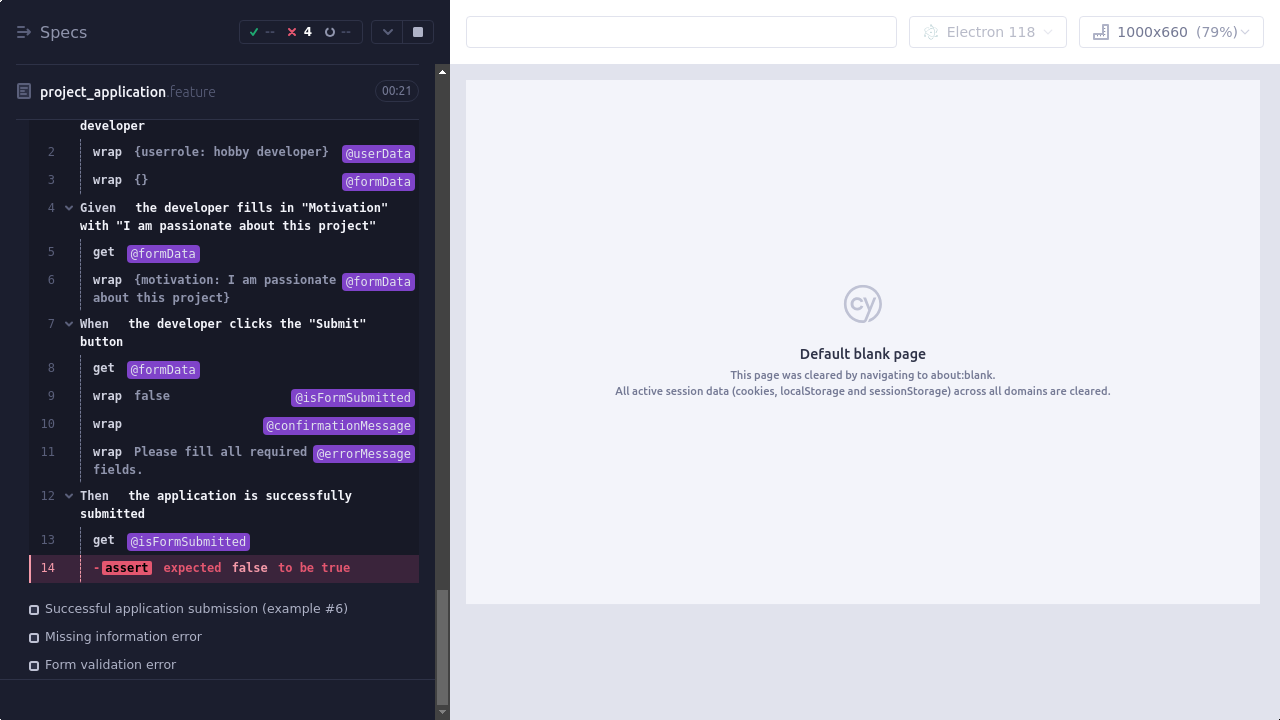 Specs
--
4
--
Electron 118
1000x660 (79%)
project_application.feature
00:21
developer
2 wrap {userrole: hobby developer} @userData
3 wrap {} @formData
4 Given the developer fills in "Motivation"
with "I am passionate about this project"
5 get @formData
6 wrap {motivation: I am passionate @formData
about this project}
7 When the developer clicks the "Submit"
button
8 get @formData
9 wrap false @isFormSubmitted
10 wrap @confirmationMessage
11 wrap Please fill all required @errorMessage
fields.
12 Then the application is successfully
submitted
13 get @isFormSubmitted
14 -assert expected false to be true
Successful application submission (example #6)
Missing information error
Form validation error
cy
Default blank page
This page was cleared by navigating to about:blank.
All active session data (cookies, localStorage and sessionStorage) across all domains are cleared.